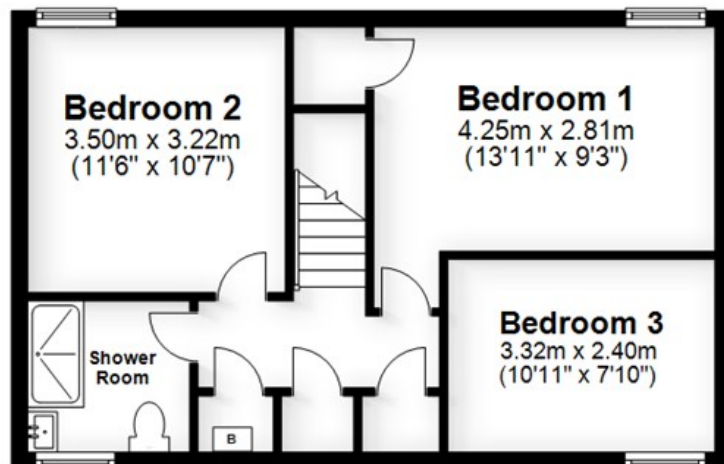 Bedroom 2
3.50m x 3.22m
(11'6" x 10'7")
Bedroom 1
4.25m x 2.81m
(13'11" x 9'3")
Bedroom 3
3.32m x 2.40m
(10'11" x 7'10")
Shower
Room
B